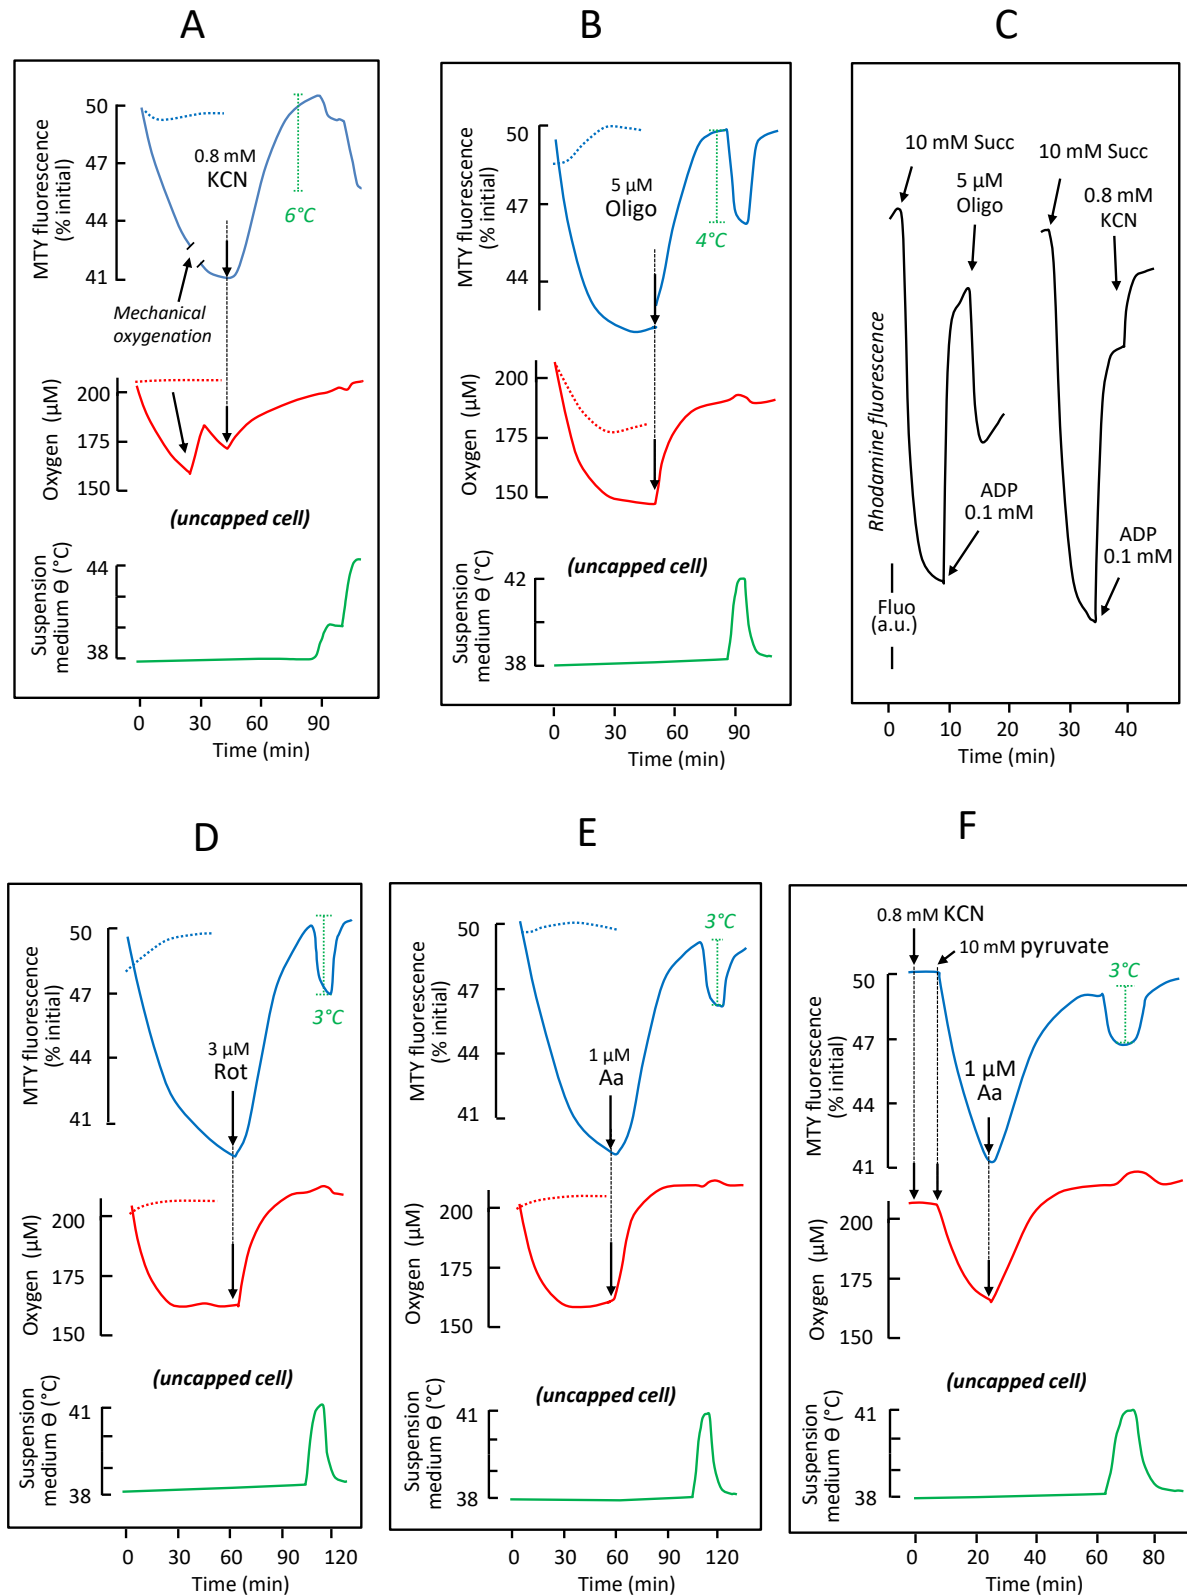 A
MTY fluorescence
(% initial)
50
47
44
41
0.8 mM
KCN
6°C
Mechanical
oxygenation
Oxygen (µM)
200
175
150
(uncapped cell)
Suspension
medium Θ (°C)
44
38
0 30 60 90
Time (min)
B
MTY fluorescence
(% initial)
50
47
44
5 µM
Oligo
4°C
Oxygen (µM)
200
175
150
(uncapped cell)
Suspension
medium Θ (°C)
42
38
0 30 60 90
Time (min)
C
10 mM Succ
5 µM
Oligo
10 mM Succ
0.8 mM
KCN
Rhodamine fluorescence
ADP
0.1 mM
ADP
0.1 mM
Fluo
(a.u.)
0 10 20 30 40
Time (min)
D
MTY fluorescence
(% initial)
50
47
44
41
3 µM
Rot
3°C
Oxygen (µM)
200
175
150
(uncapped cell)
Suspension
medium Θ (°C)
41
38
0 30 60 90 120
Time (min)
E
MTY fluorescence
(% initial)
50
47
44
41
1 µM
Aa
3°C
Oxygen (µM)
200
175
150
(uncapped cell)
Suspension
medium Θ (°C)
41
38
0 30 60 90 120
Time (min)
F
0.8 mM KCN
10 mM pyruvate
MTY fluorescence
(% initial)
50
47
44
41
1 µM
Aa
3°C
Oxygen (µM)
200
175
150
(uncapped cell)
Suspension
medium Θ (°C)
41
38
0 20 40 60 80
Time (min)